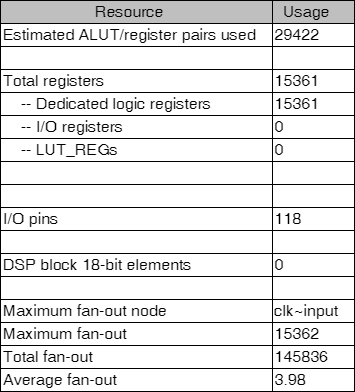 Resource Usage
Estimated ALUT/register pairs used 29422
Total registers 15361
-- Dedicated logic registers 15361
-- I/O registers 0
-- LUT_REGs 0
I/O pins 118
DSP block 18-bit elements 0
Maximum fan-out node clk~input
Maximum fan-out 15362
Total fan-out 145836
Average fan-out 3.98